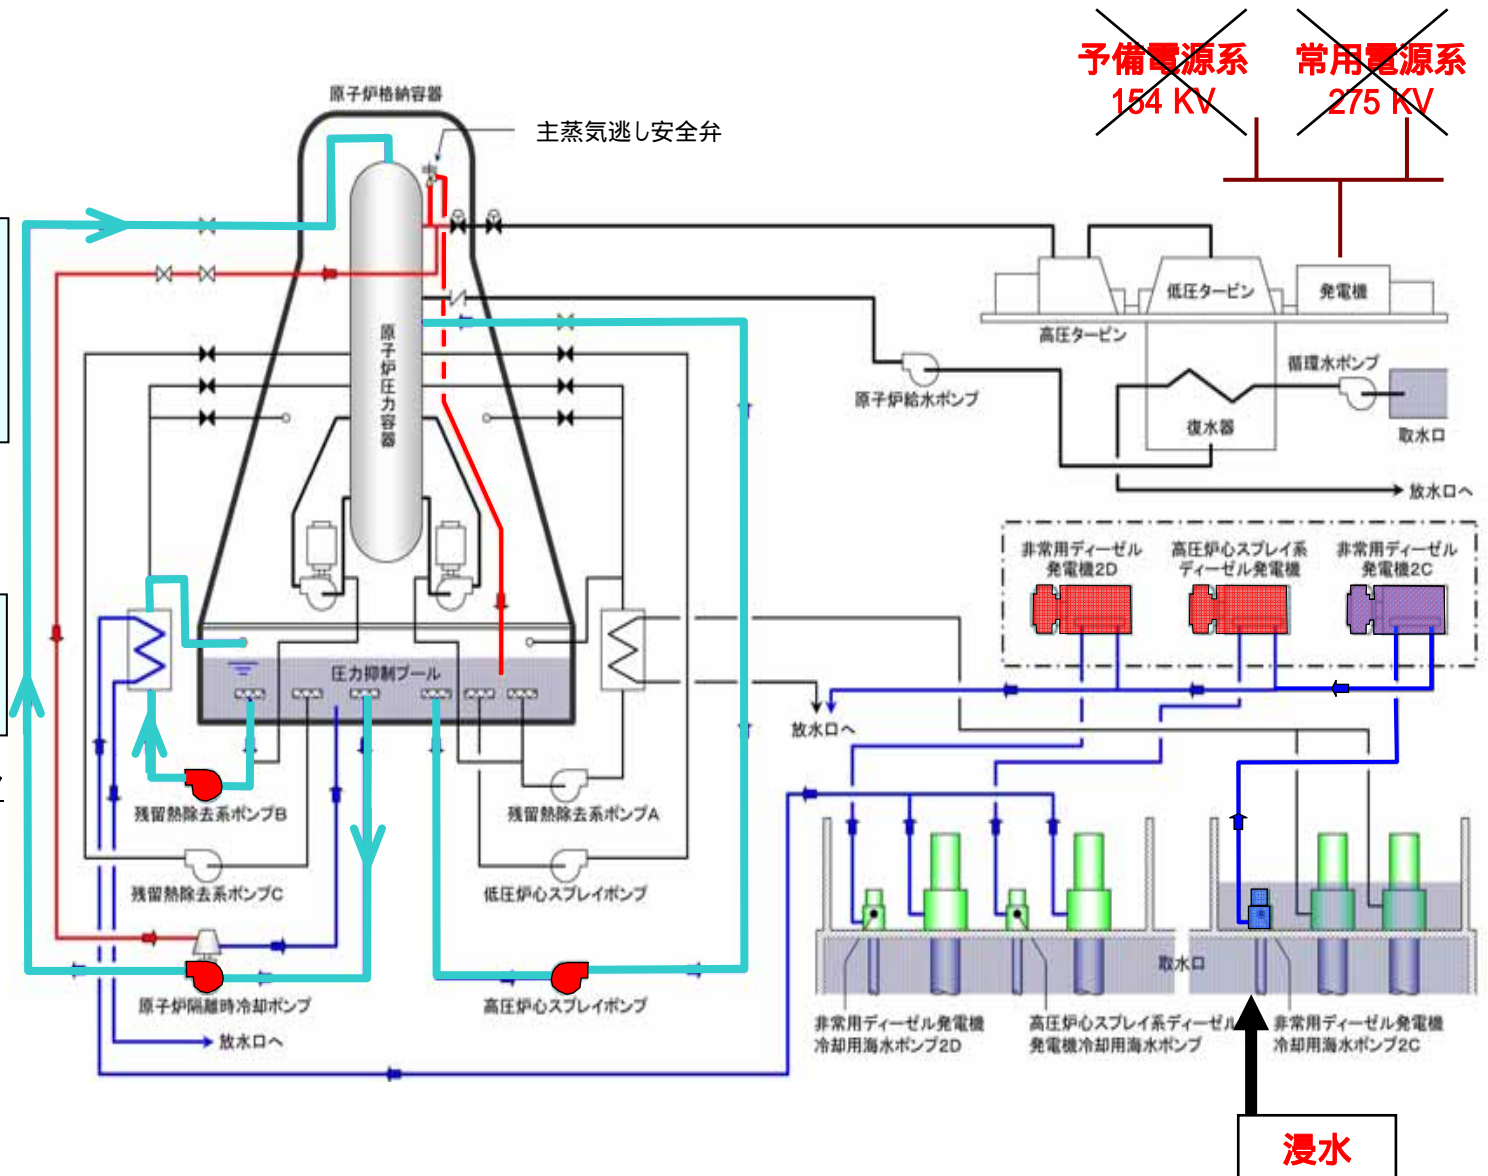 予備電源系
154 KV
常用電源系
275 KV
原子炉格納容器
主蒸気逃し安全弁
原子炉圧力容器
低圧タービン
発電機
高圧タービン
循環水ポンプ
原子炉給水ポンプ
復水器
取水口
放水口へ
非常用ディーゼル
発電機2D
高圧炉心スプレイ系
ディーゼル発電機
非常用ディーゼル
発電機2C
圧力抑制プール
放水口へ
残留熱除去系ポンプB
残留熱除去系ポンプA
残留熱除去系ポンプC
低圧炉心スプレイポンプ
取水口
原子炉隔離時冷却ポンプ
高圧炉心スプレイポンプ
放水口へ
非常用ディーゼル発電機
冷却用海水ポンプ2D
高圧炉心スプレイ系ディーゼル
発電機冷却用海水ポンプ
非常用ディーゼル発電機
冷却用海水ポンプ2C
浸水